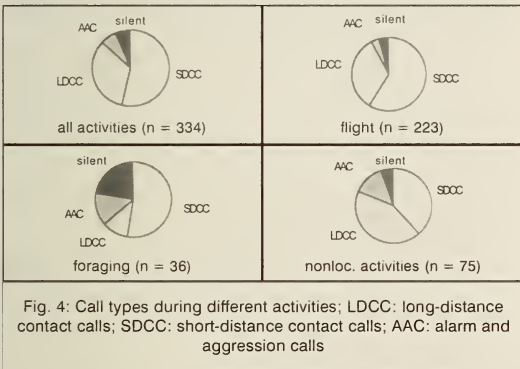 AAC silent
LDCC SDCC
all activities (n = 334)
AAC silent
LDCC SDCC
flight (n = 223)
silent
AAC SDCC
LDCC
foraging (n = 36)
silent
AAC SDCC
LDCC
nonloc. activities (n = 75)
Fig. 4: Call types during different activities; LDCC: long-distance
contact calls; SDCC: short-distance contact calls; AAC: alarm and
aggression calls